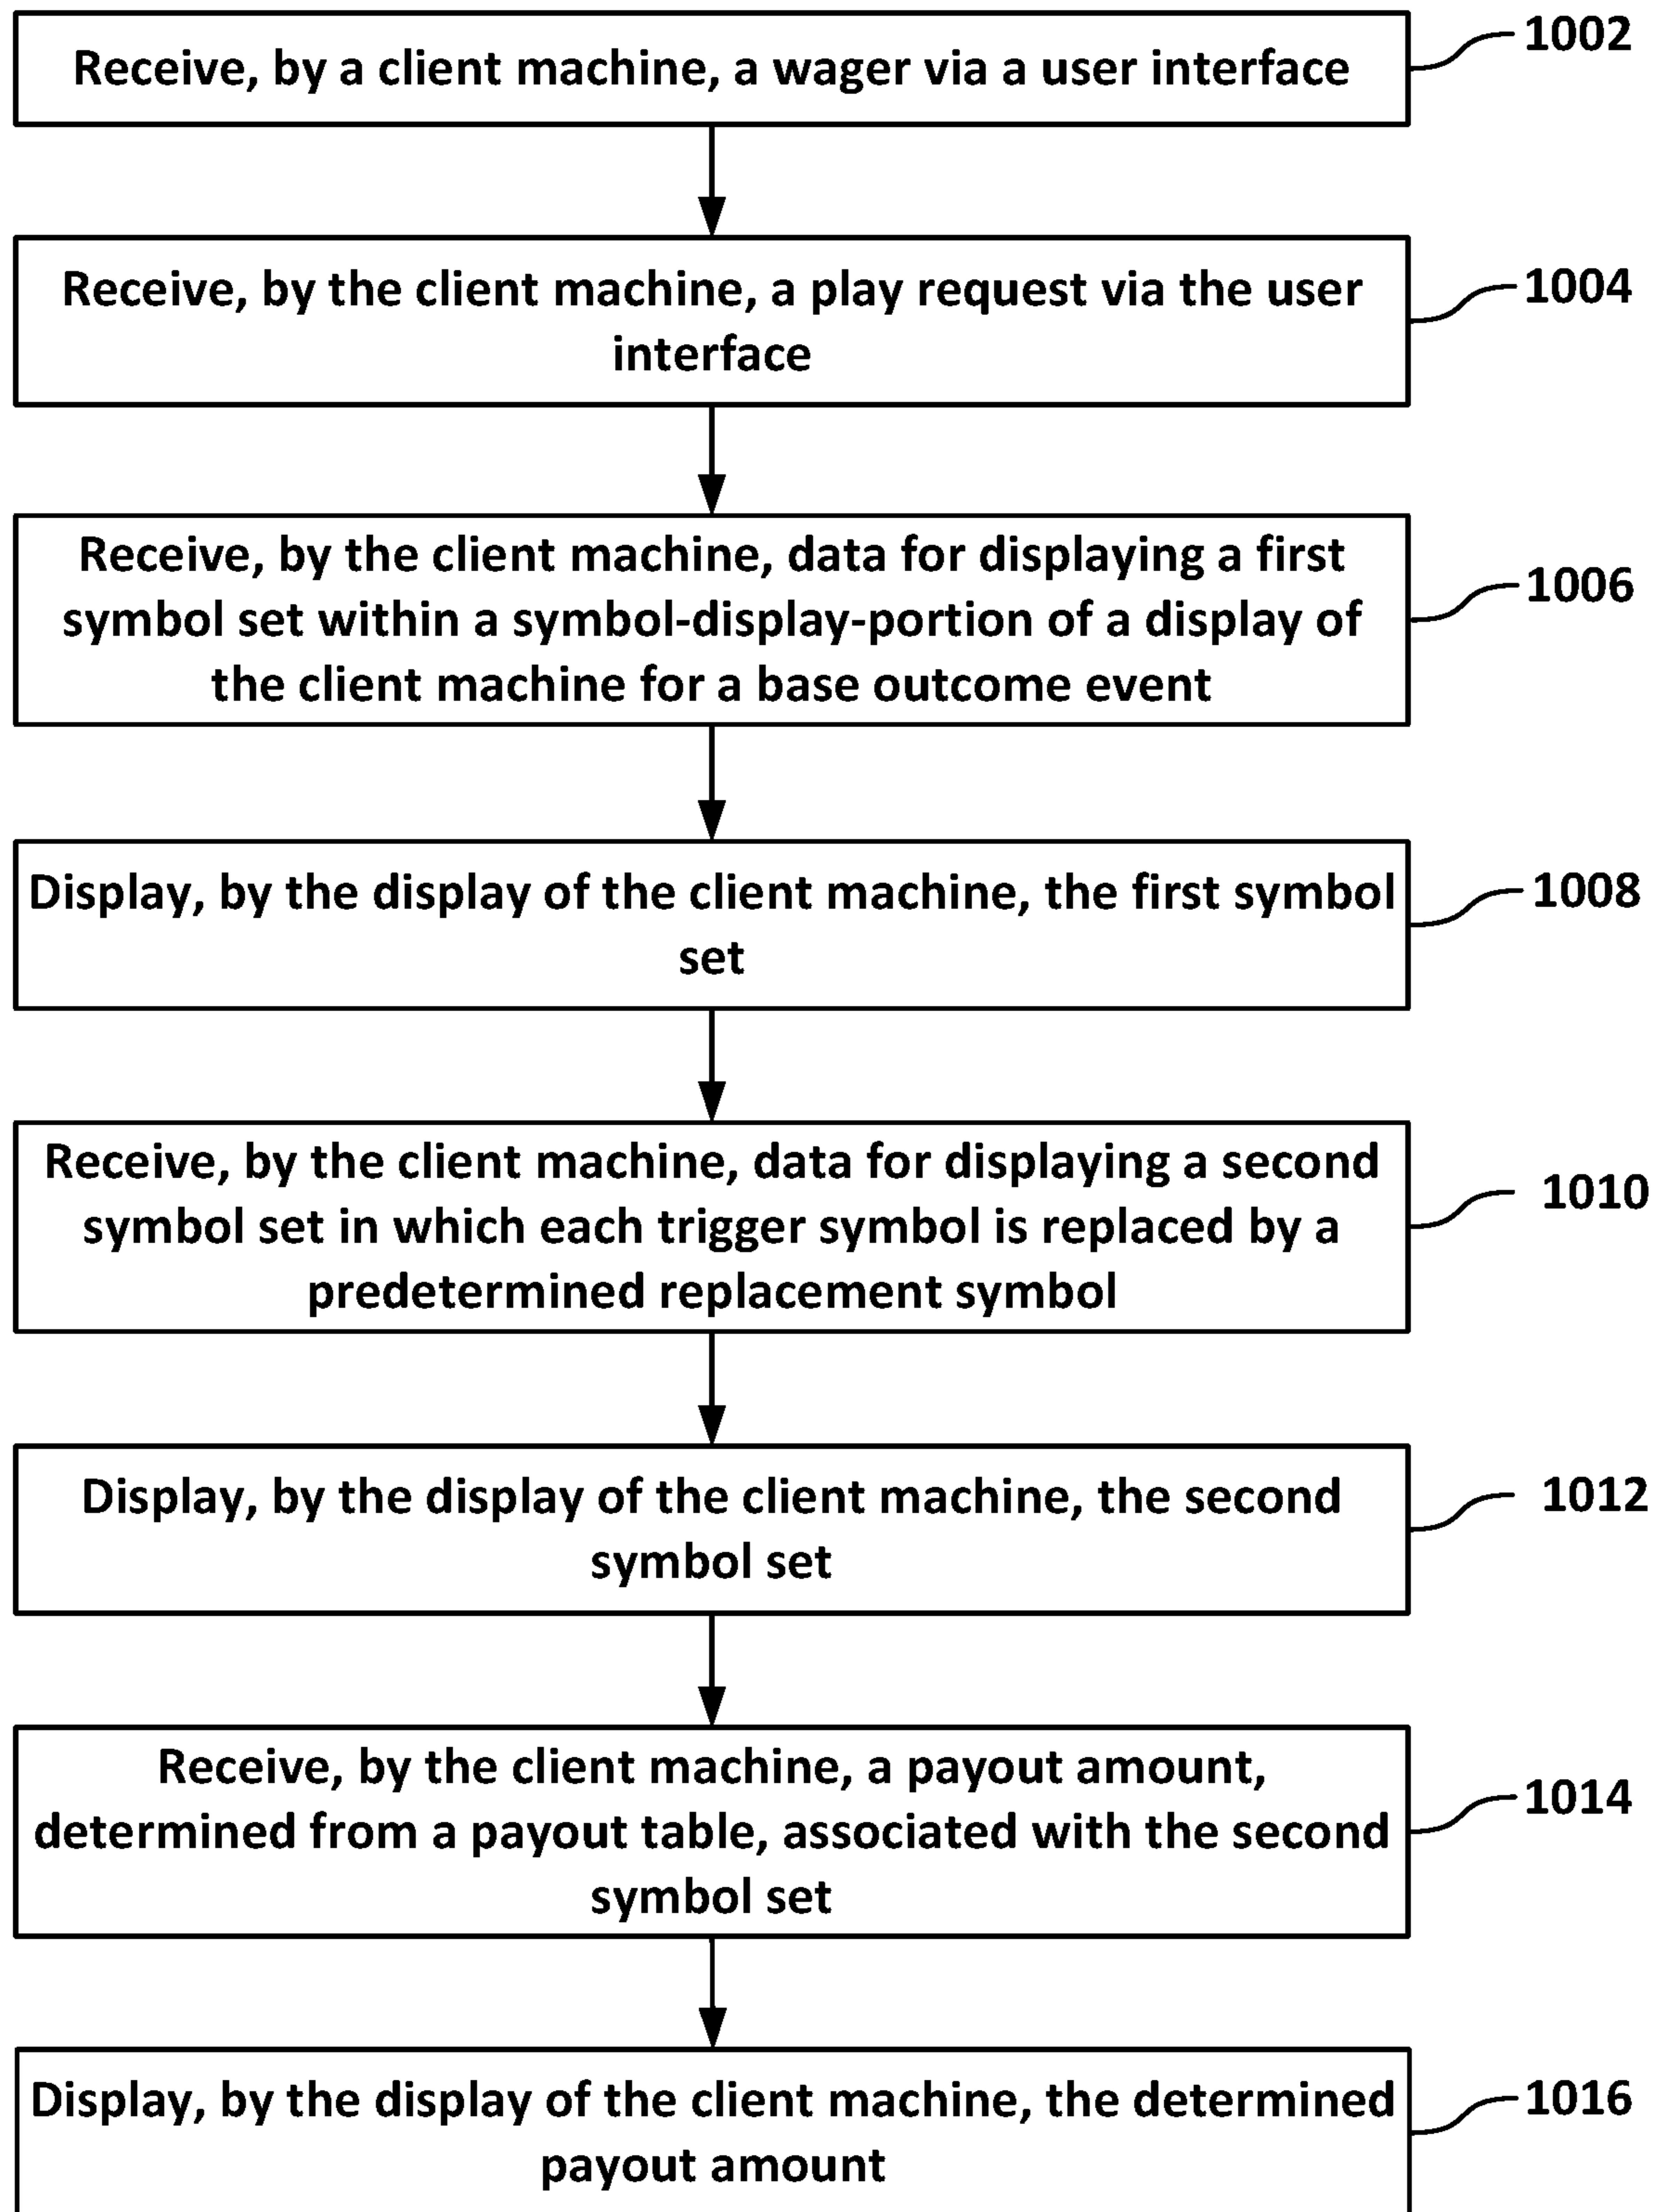 Receive, by a client machine, a wager via a user interface
1002
Receive, by the client machine, a play request via the user
interface
1004
Receive, by the client machine, data for displaying a first
symbol set within a symbol-display-portion of a display of
the client machine for a base outcome event
1006
Display, by the display of the client machine, the first symbol
set
1008
Receive, by the client machine, data for displaying a second
symbol set in which each trigger symbol is replaced by a
predetermined replacement symbol
1010
Display, by the display of the client machine, the second
symbol set
1012
Receive, by the client machine, a payout amount,
determined from a payout table, associated with the second
symbol set
1014
Display, by the display of the client machine, the determined
payout amount
1016